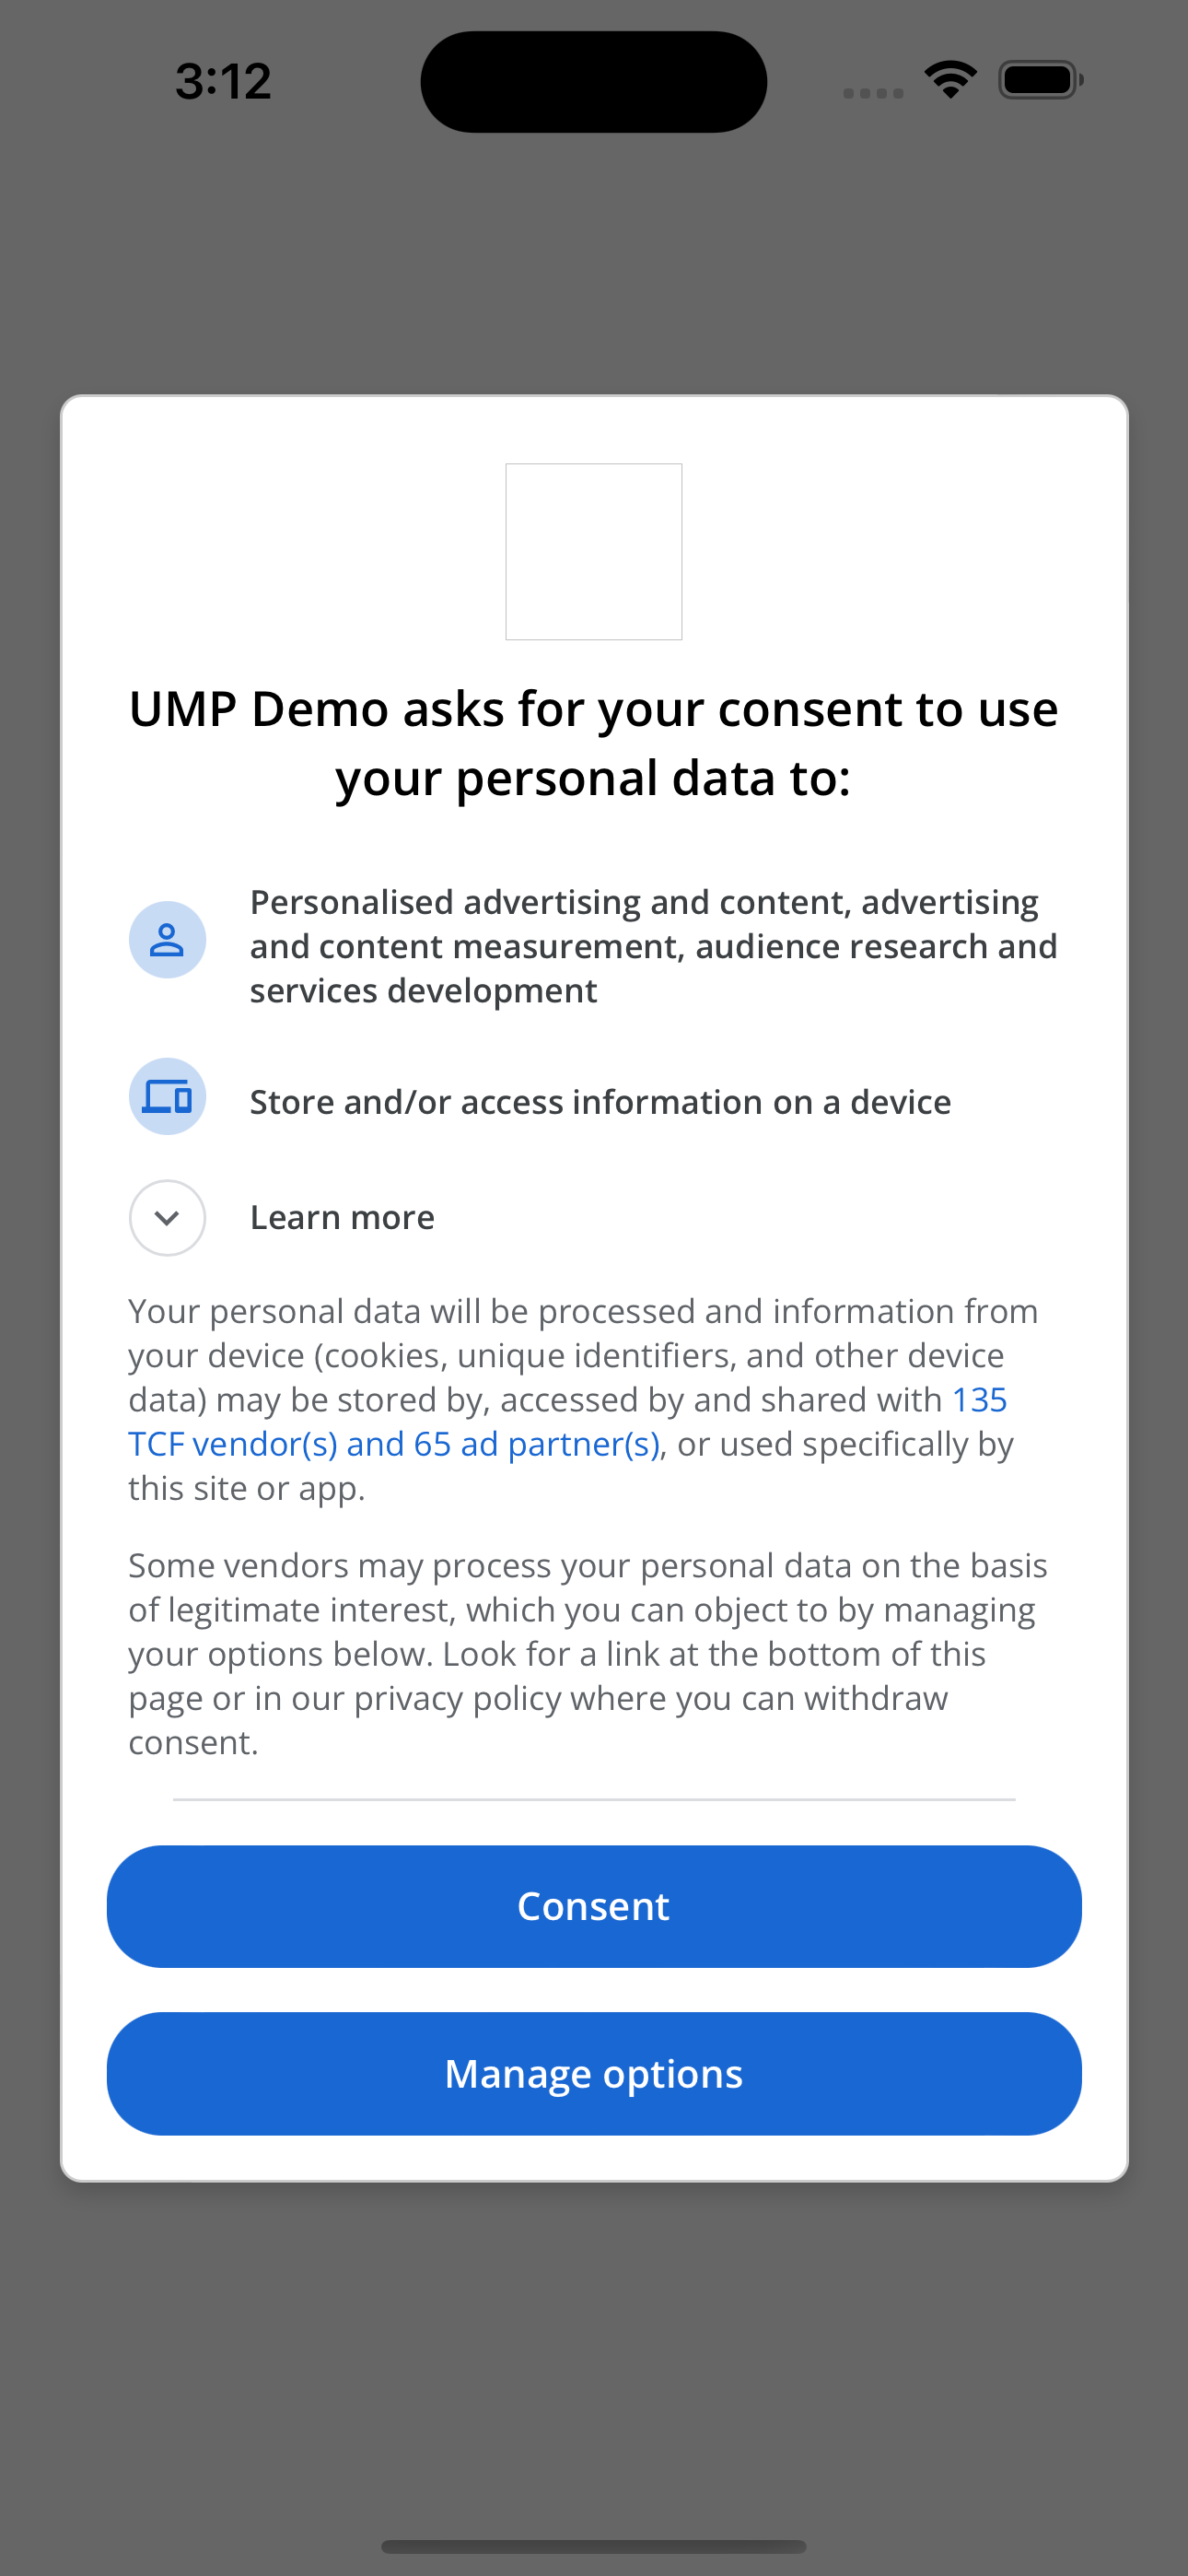 3:12
UMP Demo asks for your consent to use
your personal data to:
Personalised advertising and content, advertising
and content measurement, audience research and
services development
Store and/or access information on a device
Learn more
Your personal data will be processed and information from
your device (cookies, unique identifiers, and other device
data) may be stored by, accessed by and shared with 135
TCF vendor(s) and 65 ad partner(s), or used specifically by
this site or app.
Some vendors may process your personal data on the basis
of legitimate interest, which you can object to by managing
your options below. Look for a link at the bottom of this
page or in our privacy policy where you can withdraw
consent.
Consent
Manage options